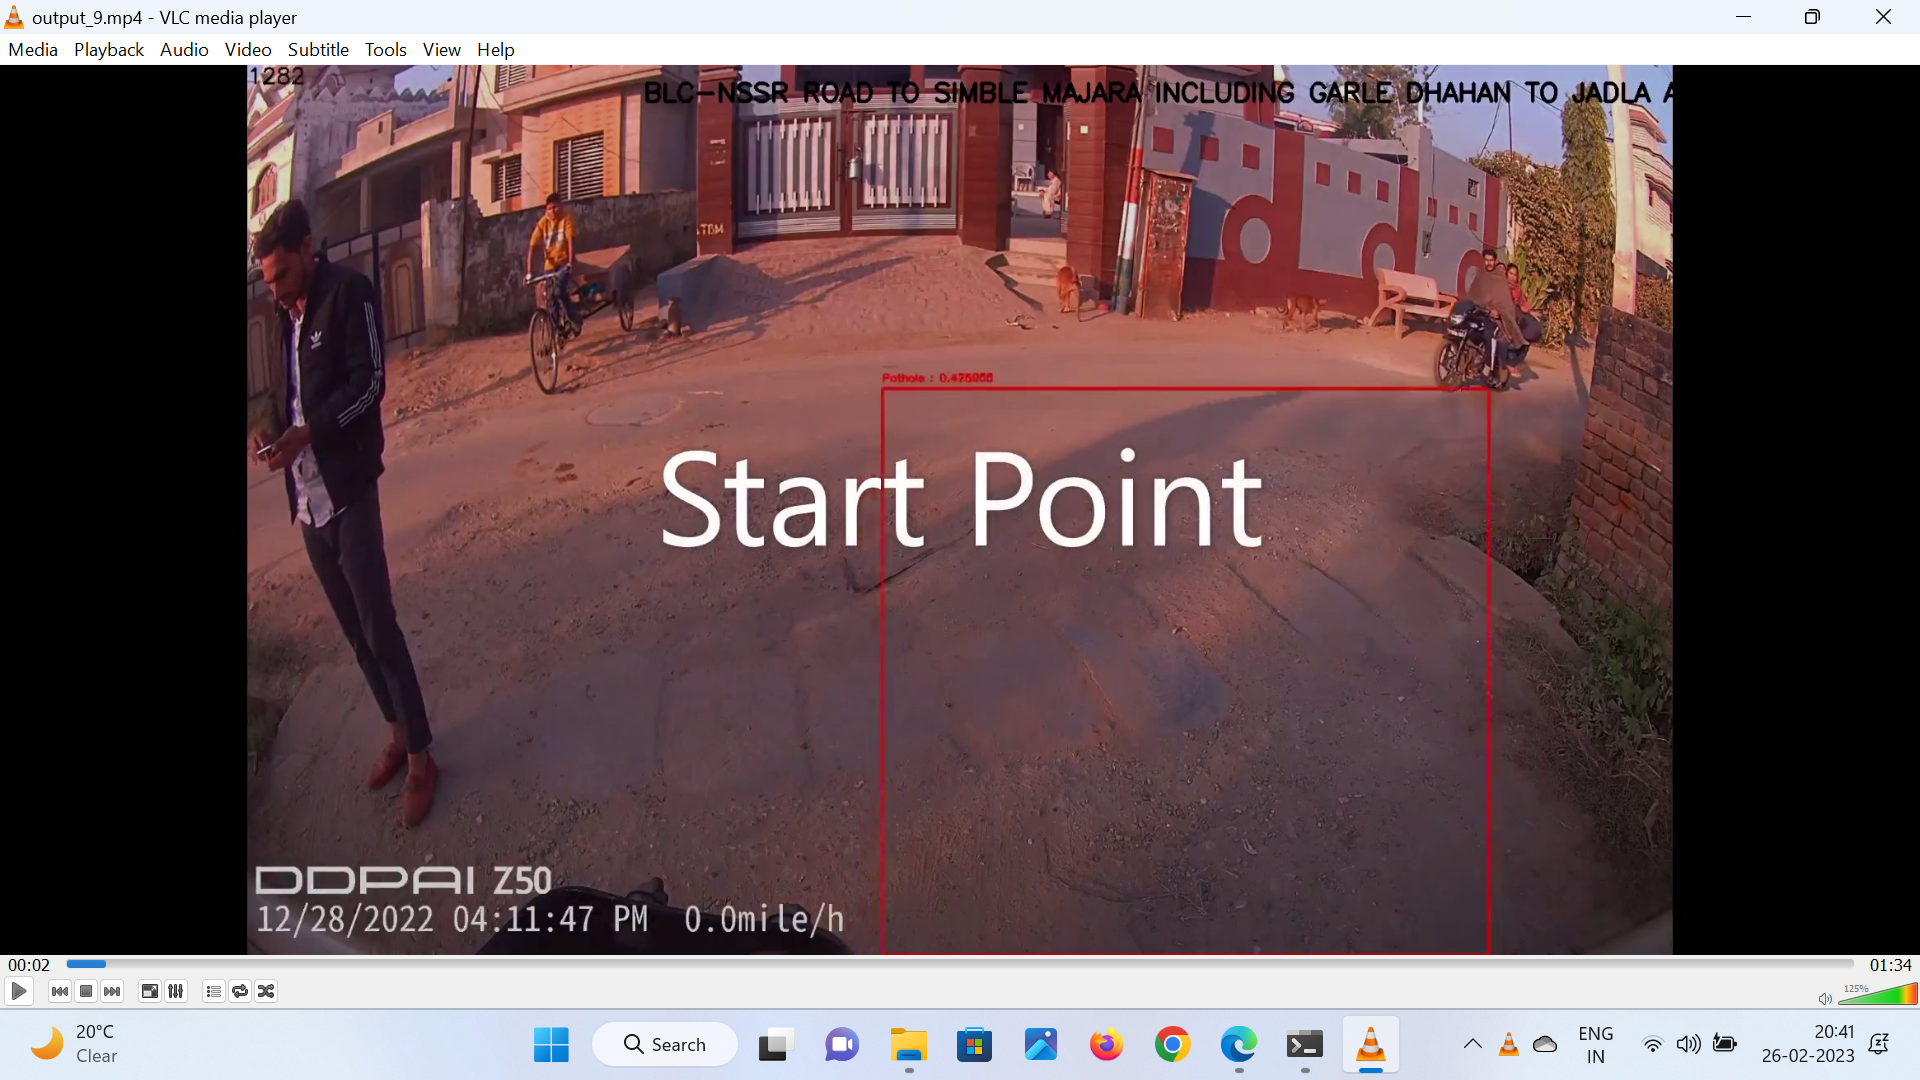 output_9.mp4 - VLC media player
Media Playback Audio Video Subtitle Tools View Help
1282
BLC-NSSR ROAD TO SIMBLE MAJARA INCLUDING GARLE DHAHAN TO JADLA A
TBM
Pothole : 0.475966
Start Point
DDPAI Z50
12/28/2022 04:11:47 PM 0.0mile/h
00:02
01:34
125%
20°C
Clear
Search
ENG
IN
20:41
26-02-2023